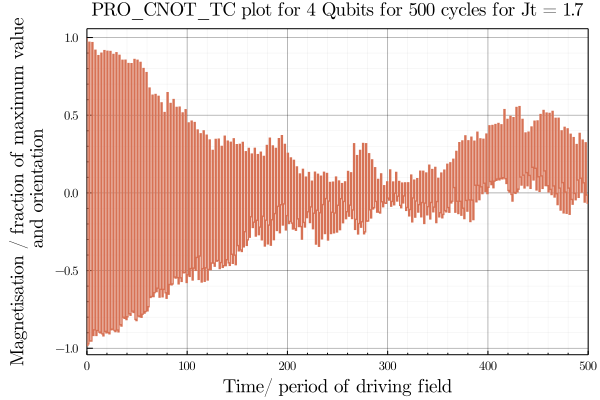 PRO_CNOT_TC plot for 4 Qubits for 500 cycles for Jt = 1.7
Magnetisation / fraction of maximum value
and orientation
1.0
0.5
0.0
−0.5
−1.0
0 100 200 300 400 500
Time/ period of driving field